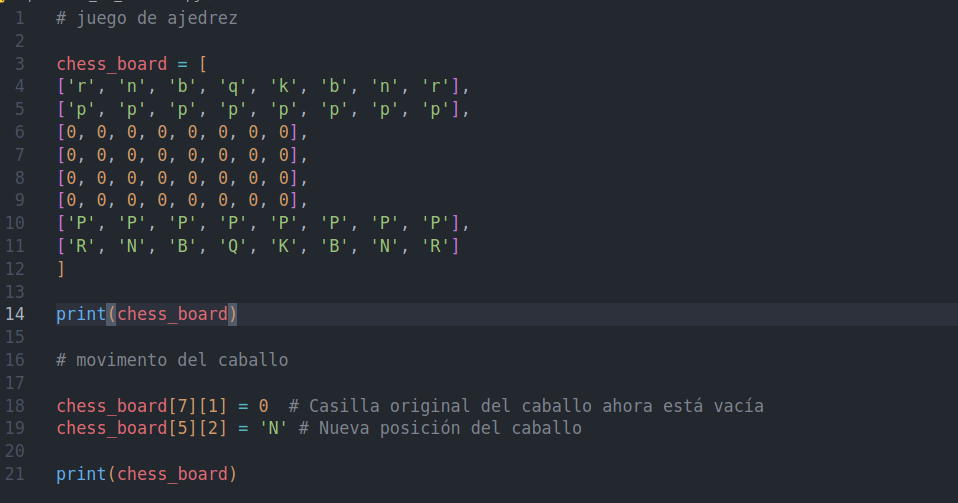 1 # juego de ajedrez
2
3 chess_board = [
4 ['r', 'n', 'b', 'q', 'k', 'b', 'n', 'r'],
5 ['p', 'p', 'p', 'p', 'p', 'p', 'p', 'p'],
6 [0, 0, 0, 0, 0, 0, 0, 0],
7 [0, 0, 0, 0, 0, 0, 0, 0],
8 [0, 0, 0, 0, 0, 0, 0, 0],
9 [0, 0, 0, 0, 0, 0, 0, 0],
10 ['P', 'P', 'P', 'P', 'P', 'P', 'P', 'P'],
11 ['R', 'N', 'B', 'Q', 'K', 'B', 'N', 'R']
12 ]
13
14 print(chess_board)
15
16 # movimento del caballo
17
18 chess_board[7][1] = 0  # Casilla original del caballo ahora está vacía
19 chess_board[5][2] = 'N' # Nueva posición del caballo
20
21 print(chess_board)